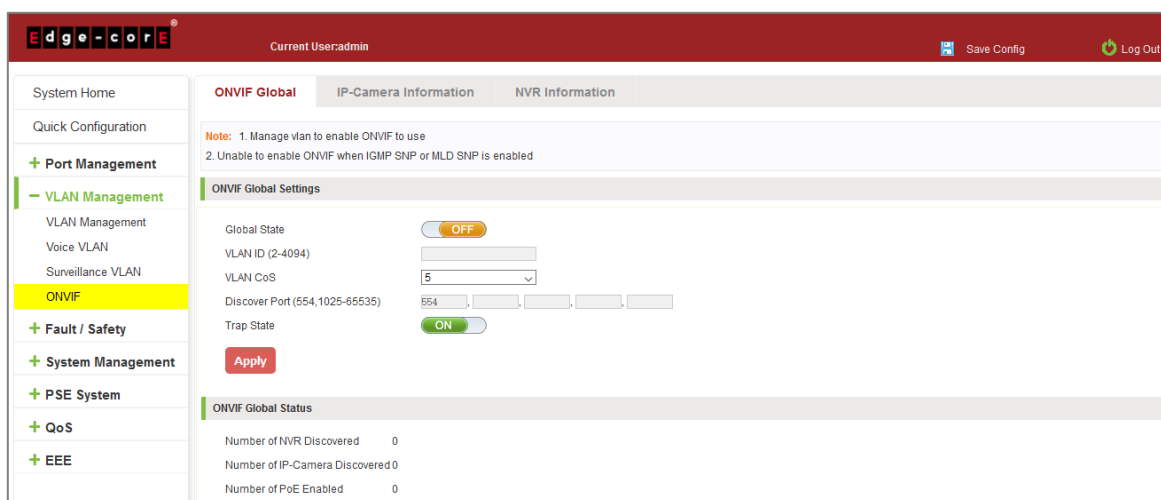 Edge-corE®
Current User:admin
Save Config
Log Out
System Home
Quick Configuration
+ Port Management
− VLAN Management
VLAN Management
Voice VLAN
Surveillance VLAN
ONVIF
+ Fault / Safety
+ System Management
+ PSE System
+ QoS
+ EEE
ONVIF Global IP-Camera Information NVR Information
Note: 1. Manage vlan to enable ONVIF to use
2. Unable to enable ONVIF when IGMP SNP or MLD SNP is enabled
ONVIF Global Settings
Global State OFF
VLAN ID (2-4094)
VLAN CoS 5
Discover Port (554,1025-65535) 554 , , , ,
Trap State ON
Apply
ONVIF Global Status
Number of NVR Discovered 0
Number of IP-Camera Discovered 0
Number of PoE Enabled 0